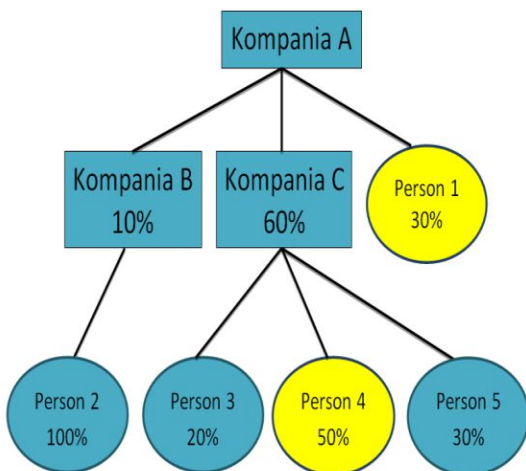 Kompania A
Kompania B
10%
Kompania C
60%
Person 1
30%
Person 2
100%
Person 3
20%
Person 4
50%
Person 5
30%